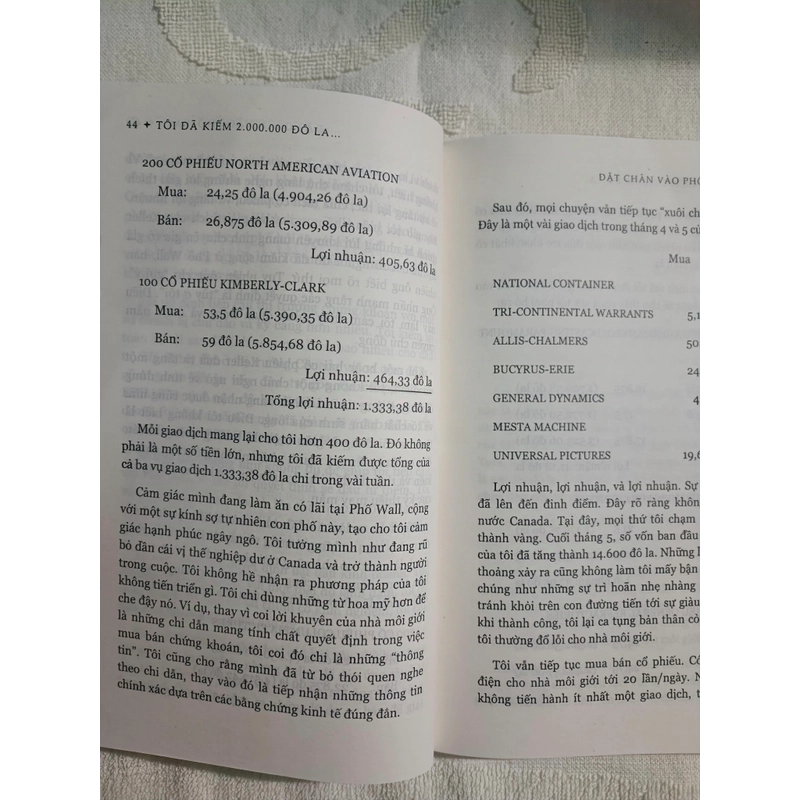 44 + TÔI ĐÃ KIẾM 2.000.000 ĐÔ LA...
200 CỔ PHIẾU NORTH AMERICAN AVIATION
Mua: 24,25 đô la (4.904,26 đô la)
Bán: 26,875 đô la (5.309,89 đô la)
Lợi nhuận: 405,63 đô la
100 CỔ PHIẾU KIMBERLY-CLARK
Mua: 53,5 đô la (5.390,35 đô la)
Bán: 59 đô la (5.854,68 đô la)
Lợi nhuận: 464,33 đô la
Tổng lợi nhuận: 1.333,38 đô la
Mỗi giao dịch mang lại cho tôi hơn 400 đô la. Đó không
phải là một số tiền lớn, nhưng tôi đã kiếm được tổng của
cả ba vụ giao dịch 1.333,38 đô la chỉ trong vài tuần.
Cảm giác mình đang làm ăn có lãi tại Phố Wall, cộng
với một sự kính sợ tự nhiên con phố này, tạo cho tôi cảm
giác hạnh phúc ngây ngô. Tôi tưởng mình như đang rũ
bỏ dần cái vị thế nghiệp dư ở Canada và trở thành người
trong cuộc. Tôi không hề nhận ra phương pháp của tôi
không tiến triển gì. Tôi chỉ dùng những từ hoa mỹ hơn để
che đậy nó. Ví dụ, thay vì coi lời khuyên của nhà môi giới
là những chỉ dẫn mang tính chất quyết định trong việc
mua bán chứng khoán, tôi coi đó chỉ là những “thông
tin”. Tôi cũng cho rằng mình đã từ bỏ thói quen nghe
theo chỉ dẫn, thay vào đó là tiếp nhận những thông tin
chính xác dựa trên các bằng chứng kinh tế đúng đắn.
ĐẶT CHÂN VÀO PHỐ
Sau đó, mọi chuyện vẫn tiếp tục “xuôi ch
Đây là một vài giao dịch trong tháng 4 và 5 củ
Mua
NATIONAL CONTAINER
TRI-CONTINENTAL WARRANTS 5,1
ALLIS-CHALMERS 50
BUCYRUS-ERIE 24
GENERAL DYNAMICS 4
MESTA MACHINE
UNIVERSAL PICTURES 19,6
Lợi nhuận, lợi nhuận, và lợi nhuận. Sự
đã lên đến đỉnh điểm. Đây rõ ràng khôn
nước Canada. Tại đây, mọi thứ tôi chạm
thành vàng. Cuối tháng 5, số vốn ban đầu
của tôi đã tăng thành 14.600 đô la. Những l
thoảng xảy ra cũng không làm tôi mấy bận
chúng như những sự trì hoãn nhẹ nhàng
tránh khỏi trên con đường tiến tới sự giàu
khi thành công, tôi lại ca tụng bản thân cò
tôi thường đổ lỗi cho nhà môi giới.
Tôi vẫn tiếp tục mua bán cổ phiếu. Có
điện cho nhà môi giới tới 20 lần/ngày. N
không tiến hành ít nhất một giao dịch, t